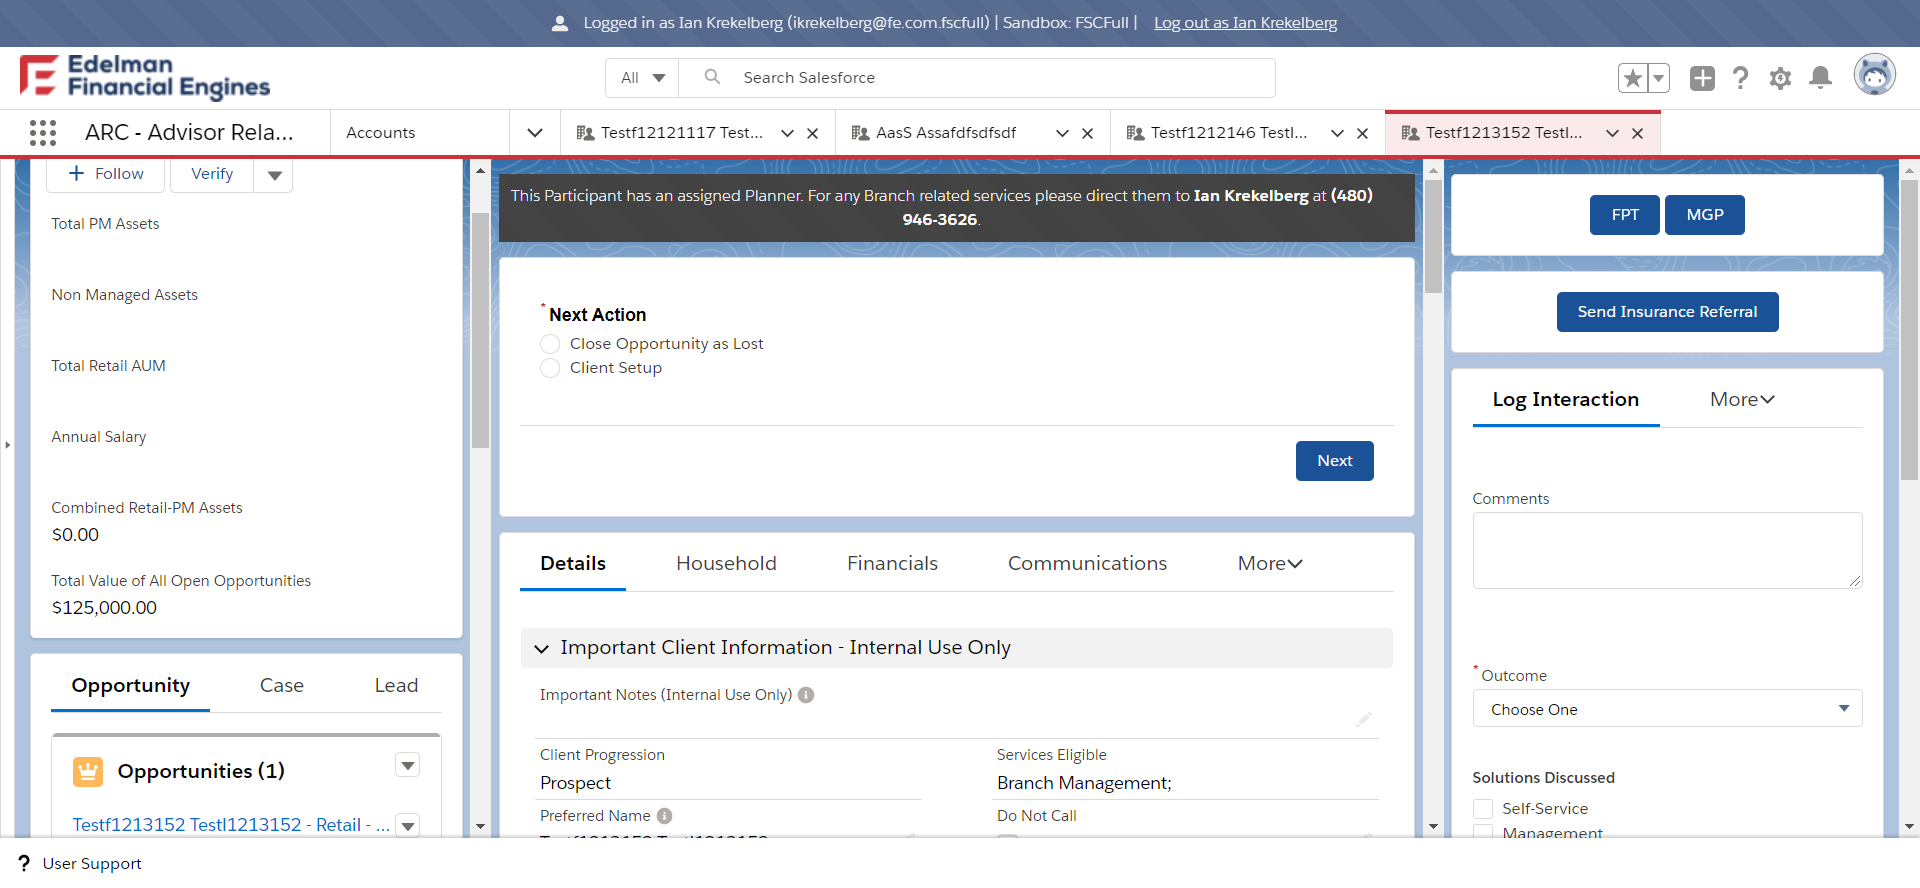 Logged in as Ian Krekelberg (ikrekelberg@fe.com.fscfull) | Sandbox: FSCFull | Log out as Ian Krekelberg
Edelman
Financial Engines
All
Search Salesforce
ARC - Advisor Rela...
Accounts
Testf12121117 Test...
AasS Assafdfsdfsdf
Testf1212146 Testl...
Testf1213152 Testl...
Follow
Verify
Total PM Assets
Non Managed Assets
Total Retail AUM
Annual Salary
Combined Retail-PM Assets
$0.00
Total Value of All Open Opportunities
$125,000.00
Opportunity
Case
Lead
Opportunities (1)
Testf1213152 Testl1213152 - Retail - ...
This Participant has an assigned Planner. For any Branch related services please direct them to Ian Krekelberg at (480)
946-3626.
* Next Action
Close Opportunity as Lost
Client Setup
Next
Details
Household
Financials
Communications
More
Important Client Information - Internal Use Only
Important Notes (Internal Use Only)
Client Progression
Prospect
Services Eligible
Branch Management;
Preferred Name
Do Not Call
FPT
MGP
Send Insurance Referral
Log Interaction
More
Comments
* Outcome
Choose One
Solutions Discussed
Self-Service
Management
? User Support